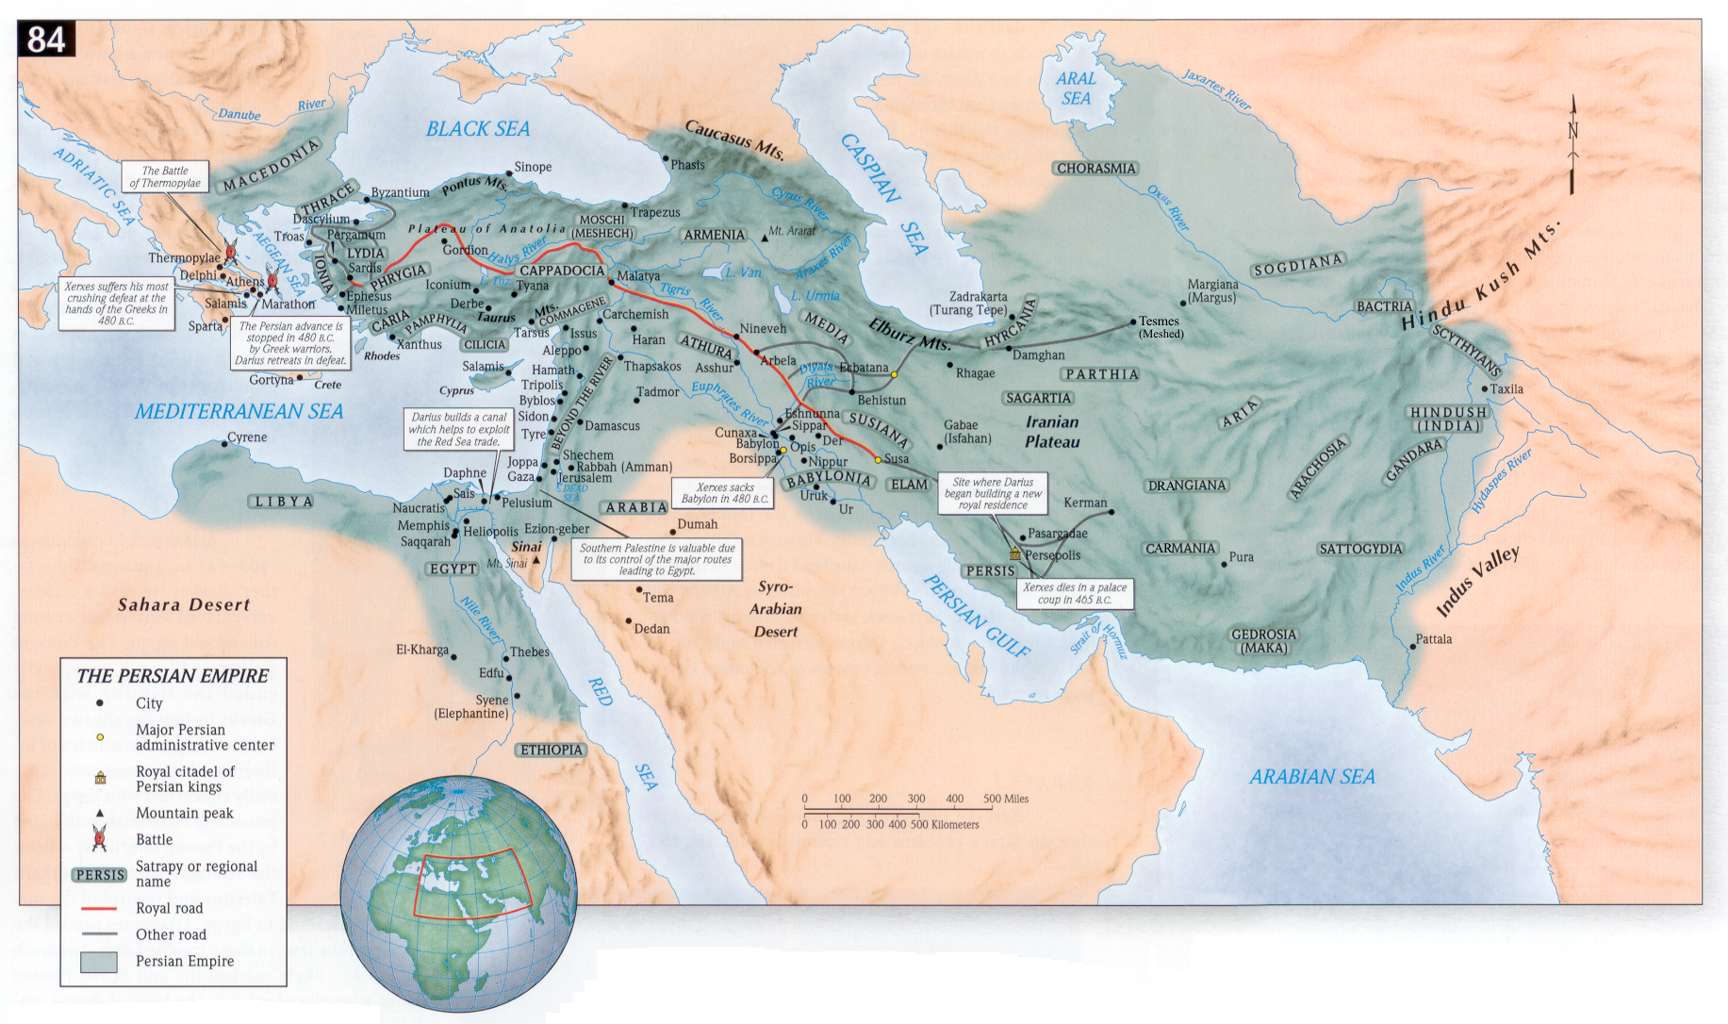 84
Danube River
BLACK SEA
Caucasus Mts.
CASPIAN SEA
ARAL SEA
Jaxartes River
N
ADRIATIC SEA
MACEDONIA
The Battle
of Thermopylae
THRACE
Byzantium
Sinope
Pontus Mts.
Phasis
Trapezus
Cyrus River
CHORASMIA
Oxus River
Dascylium
Troas
Pergamum
Plateau of Anatolia
MOSCHI
(MESHECH)
ARMENIA
Mt. Ararat
Araxes River
AEGEAN SEA
IONIA
LYDIA
Sardis
PHRYGIA
Gordion
Halys River
L. Tuz
CAPPADOCIA
Malatya
L. Van
L. Urmia
SOGDIANA
Hindu Kush Mts.
Thermopylae
Delphi
Athens
Salamis
Marathon
Sparta
Xerxes suffers his most
crushing defeat at the
hands of the Greeks in
480 B.C.
The Persian advance is
stopped in 480 B.C.
by Greek warriors.
Darius retreats in defeat.
Ephesus
Miletus
CARIA
PAMPHYLIA
Xanthus
Rhodes
Iconium
Derbe
Tyana
Taurus Mts.
Tarsus
COMMAGENE
CILICIA
Issus
Carchemish
Haran
Tigris River
Nineveh
ATHURA
Asshur
Arbela
MEDIA
Elburz Mts.
Zadrakarta
(Turang Tepe)
HYRCANIA
Margiana
(Margus)
Tesmes
(Meshed)
BACTRIA
SCYTHYIANS
Gortyna
Crete
Salamis
Cyprus
Aleppo
Hamath
Tripolis
Byblos
Sidon
Tyre
BEYOND THE RIVER
Thapsakos
Tadmor
Damascus
Euphrates River
Diyala River
Ecbatana
Behistun
Rhagae
Damghan
PARTHIA
SAGARTIA
Iranian
Plateau
ARIA
Taxila
HINDUSH
(INDIA)
MEDITERRANEAN SEA
Cyrene
Darius builds a canal
which helps to exploit
the Red Sea trade.
Eshnunna
Sippar
Cunaxa
Babylon
Opis
Der
Borsippa
Nippur
SUSIANA
Susa
Gabae
(Isfahan)
ARACHOSIA
GANDARA
Hydaspes River
Shechem
Rabbah (Amman)
Joppa
Jerusalem
Gaza
DEAD
SEA
Daphne
Sais
Pelusium
Naucratis
LIBYA
ARABIA
Xerxes sacks
Babylon in 480 B.C.
BABYLONIA
Uruk
Ur
ELAM
Site where Darius
began building a new
royal residence
Kerman
DRANGIANA
Memphis
Heliopolis
Saqqarah
Ezion-geber
Dumah
Sinai
Mt. Sinai
Southern Palestine is valuable due
to its control of the major routes
leading to Egypt.
Pasargadae
Persepolis
PERSIS
CARMANIA
Pura
SATTOGYDIA
Indus River
Indus Valley
EGYPT
Nile River
Sahara Desert
Tema
Dedan
Syro-
Arabian
Desert
PERSIAN GULF
Xerxes dies in a palace
coup in 465 B.C.
Strait of Hormuz
GEDROSIA
(MAKA)
Pattala
El-Kharga
Thebes
Edfu
Syene
(Elephantine)
ETHIOPIA
RED SEA
ARABIAN SEA
THE PERSIAN EMPIRE
City
Major Persian
administrative center
Royal citadel of
Persian kings
Mountain peak
Battle
PERSIS
Satrapy or regional
name
Royal road
Other road
Persian Empire
0 100 200 300 400 500 Miles
0 100 200 300 400 500 Kilometers